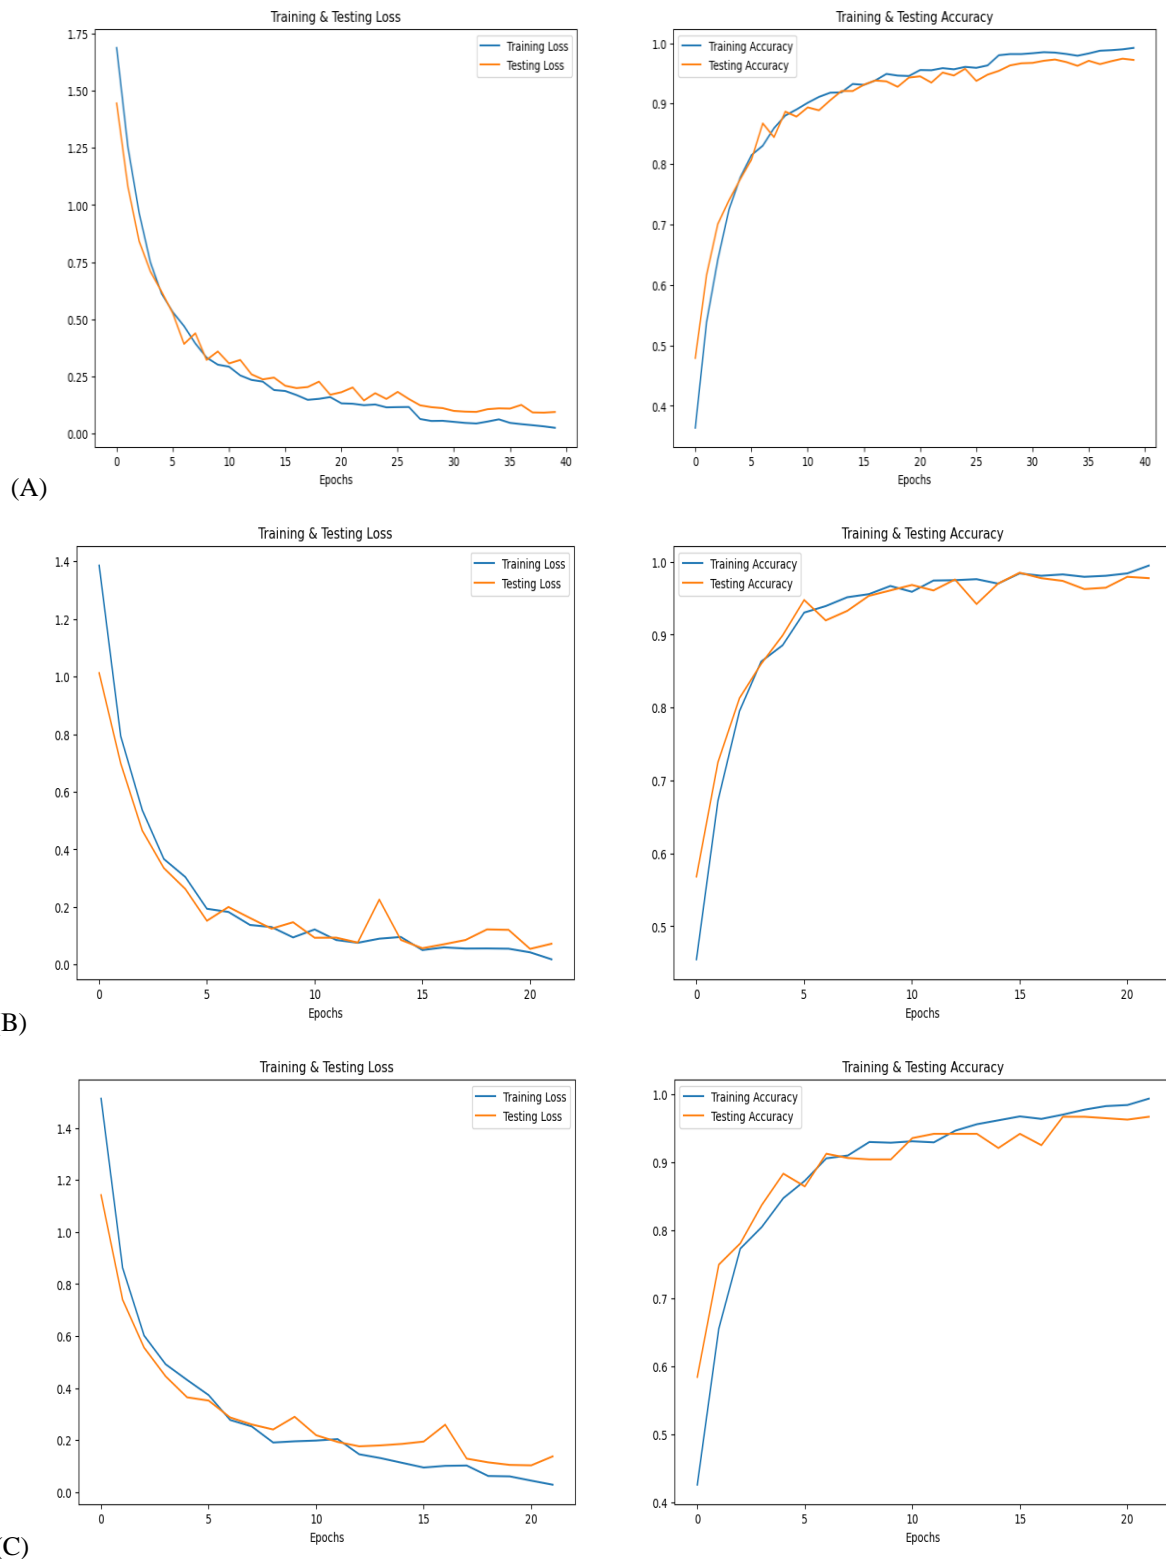 Training & Testing Loss
Training Loss
Testing Loss
1.75
1.50
1.25
1.00
0.75
0.50
0.25
0.00
0 5 10 15 20 25 30 35 40
Epochs
Training & Testing Accuracy
Training Accuracy
Testing Accuracy
1.0
0.9
0.8
0.7
0.6
0.5
0.4
0 5 10 15 20 25 30 35 40
Epochs
(A)
Training & Testing Loss
Training Loss
Testing Loss
1.4
1.2
1.0
0.8
0.6
0.4
0.2
0.0
0 5 10 15 20
Epochs
Training & Testing Accuracy
Training Accuracy
Testing Accuracy
1.0
0.9
0.8
0.7
0.6
0.5
0 5 10 15 20
Epochs
B)
Training & Testing Loss
Training Loss
Testing Loss
1.4
1.2
1.0
0.8
0.6
0.4
0.2
0.0
0 5 10 15 20
Epochs
Training & Testing Accuracy
Training Accuracy
Testing Accuracy
1.0
0.9
0.8
0.7
0.6
0.5
0.4
0 5 10 15 20
Epochs
(C)